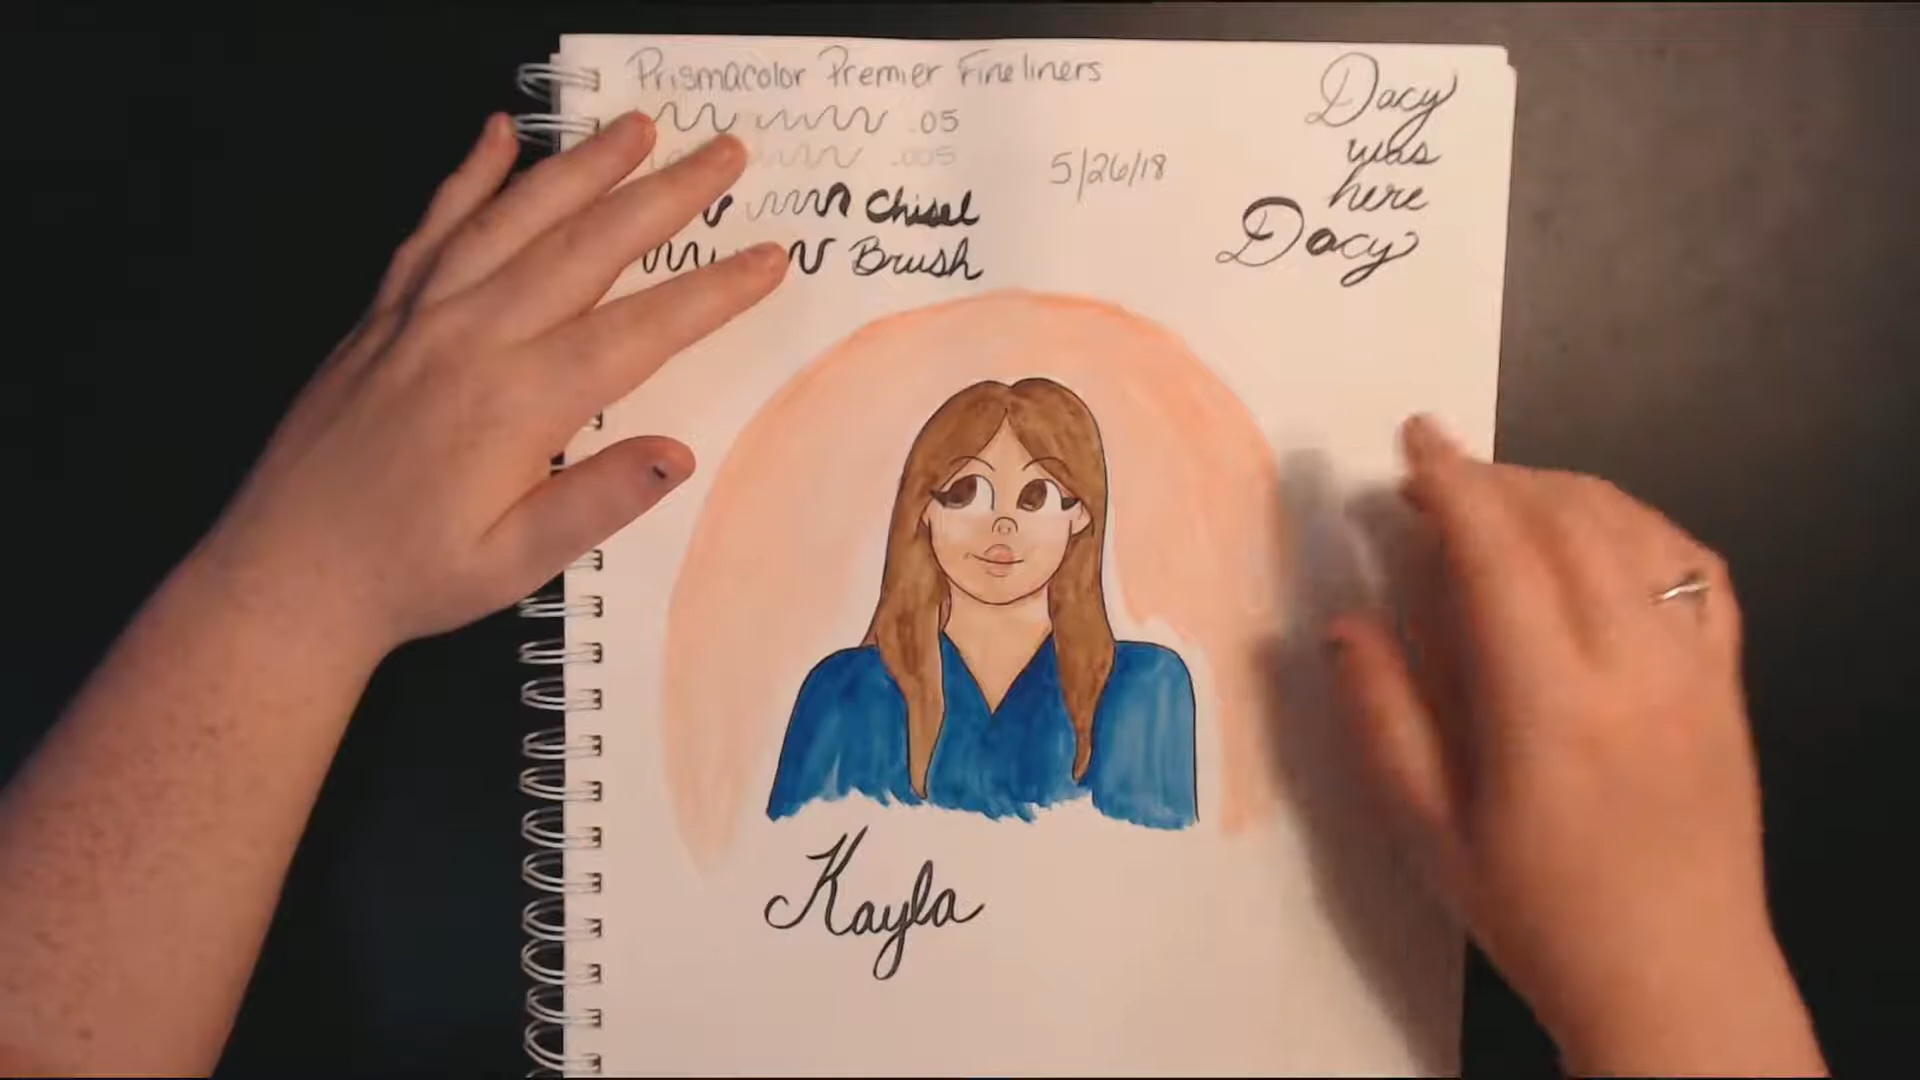 Prismacolor Premier Fineliners
.05
.005
Chisel
Brush
5/26/18
Dacy
was
here
Dacy
Kayla